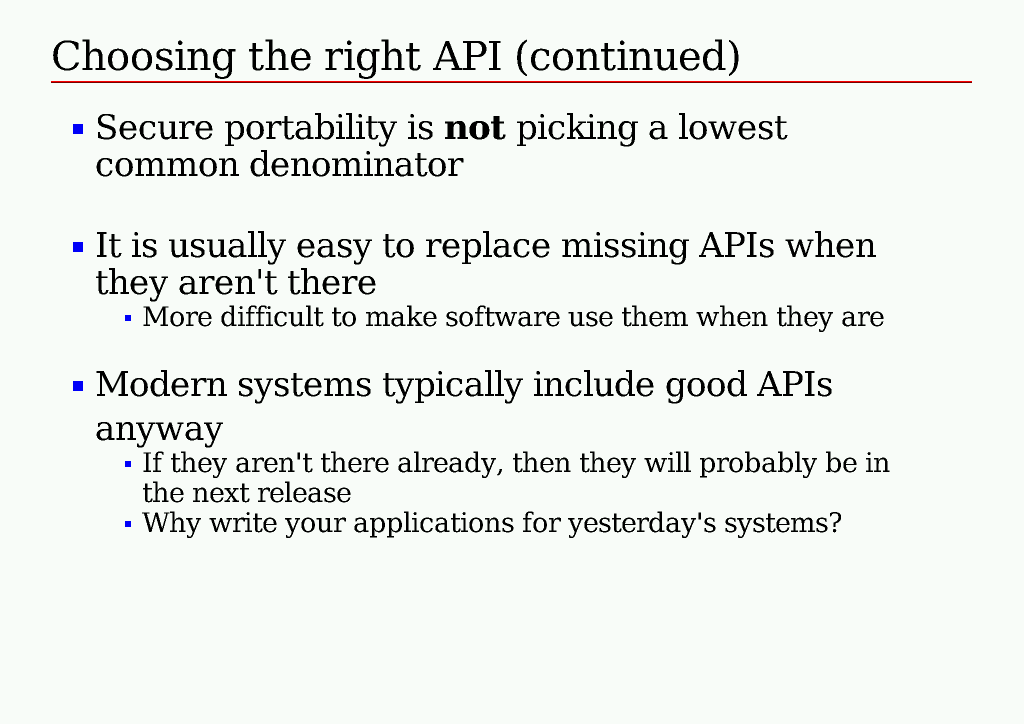 Choosing the right API (continued)
Secure portability is not picking a lowest
common denominator
It is usually easy to replace missing APIs when
they aren't there
More difficult to make software use them when they are
Modern systems typically include good APIs
anyway
If they aren't there already, then they will probably be in
the next release
Why write your applications for yesterday's systems?